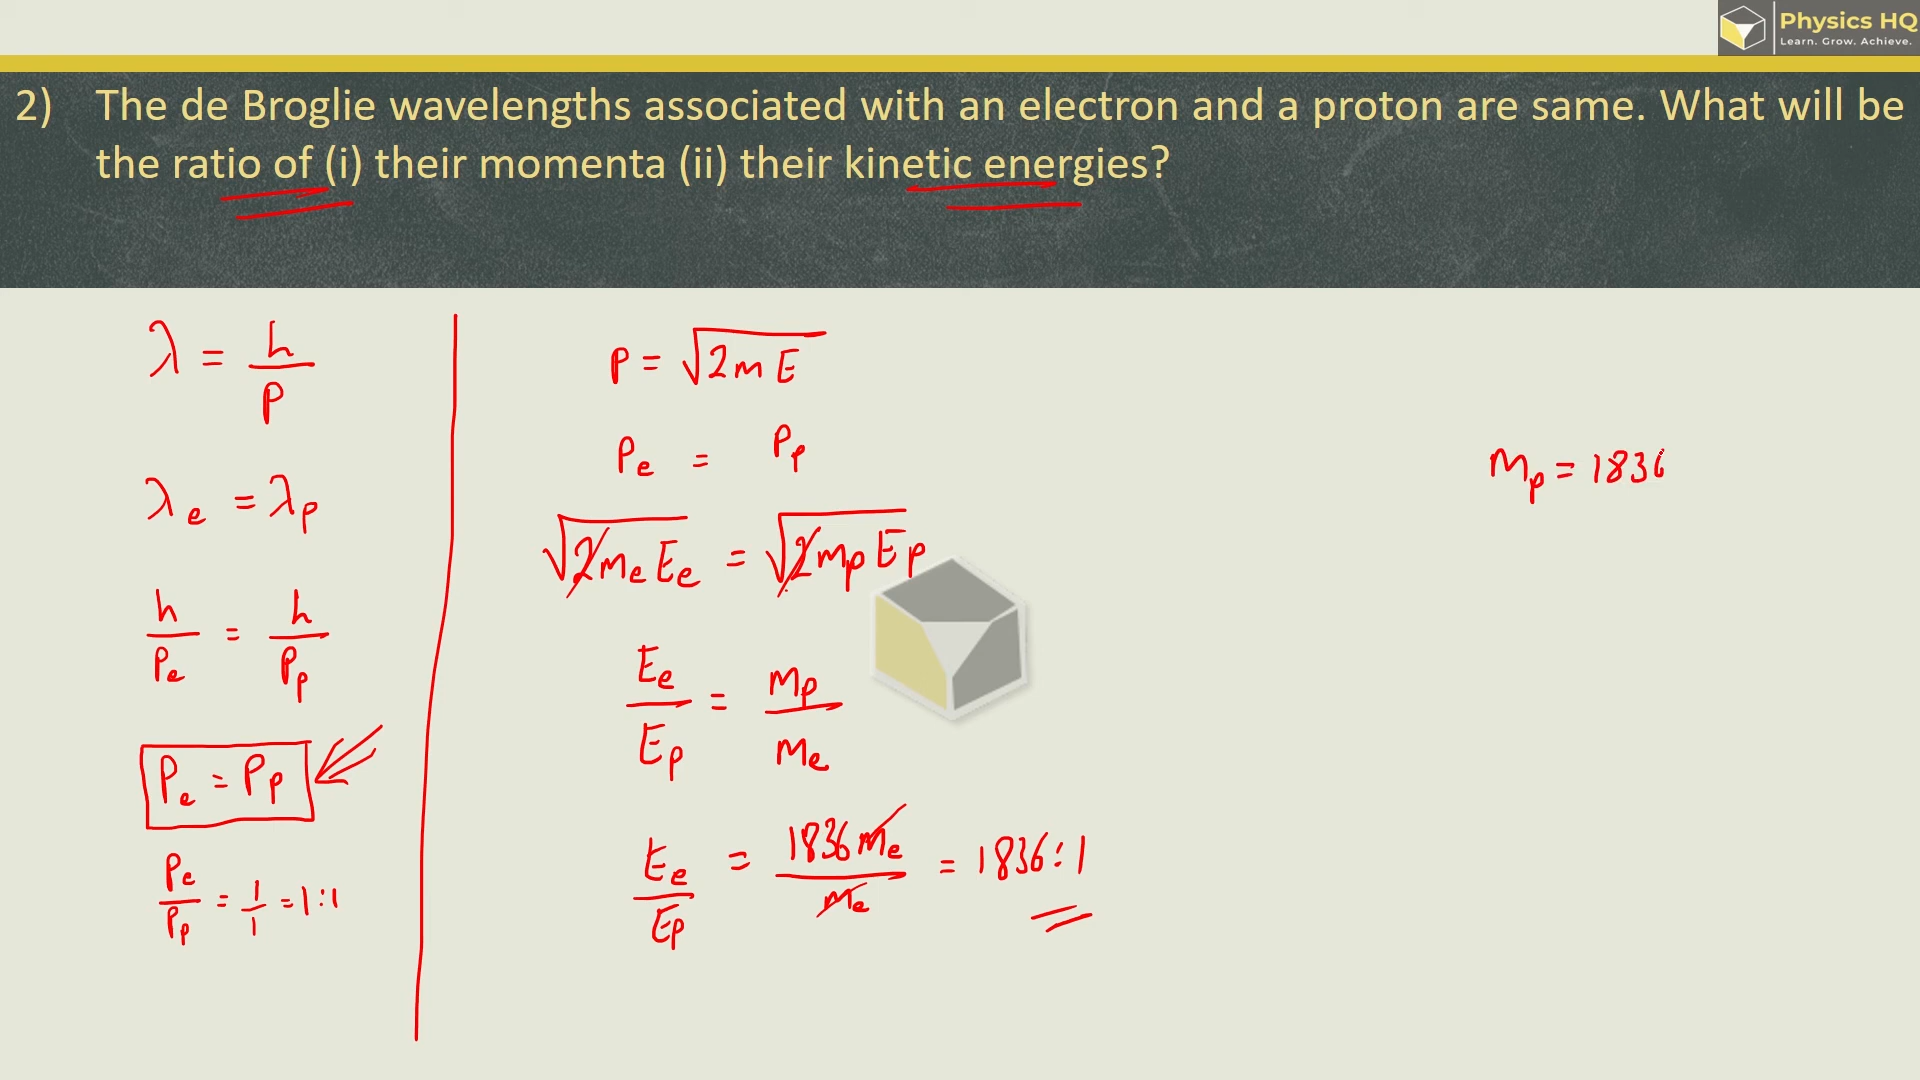 Physics HQ
Learn. Grow. Achieve.
2) The de Broglie wavelengths associated with an electron and a proton are same. What will be
the ratio of (i) their momenta (ii) their kinetic energies?
λ = h/P
λe = λp
h/Pe = h/Pp
Pe = Pp
Pe/Pp = 1/1 = 1:1
P = √(2mE)
Pe = Pp
√(2meEe) = √(2mpEp)
Ee/Ep = mp/me
Ee/Ep = 1836me/me = 1836:1
mp = 1836